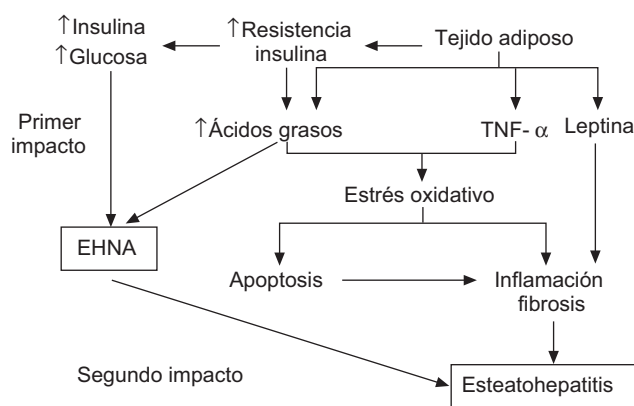 ↑Insulina
↑Glucosa
↑Resistencia
insulina
Tejido adiposo
Primer
impacto
↑Ácidos grasos
TNF- α
Leptina
Estrés oxidativo
EHNA
Apoptosis
Inflamación
fibrosis
Segundo impacto
Esteatohepatitis